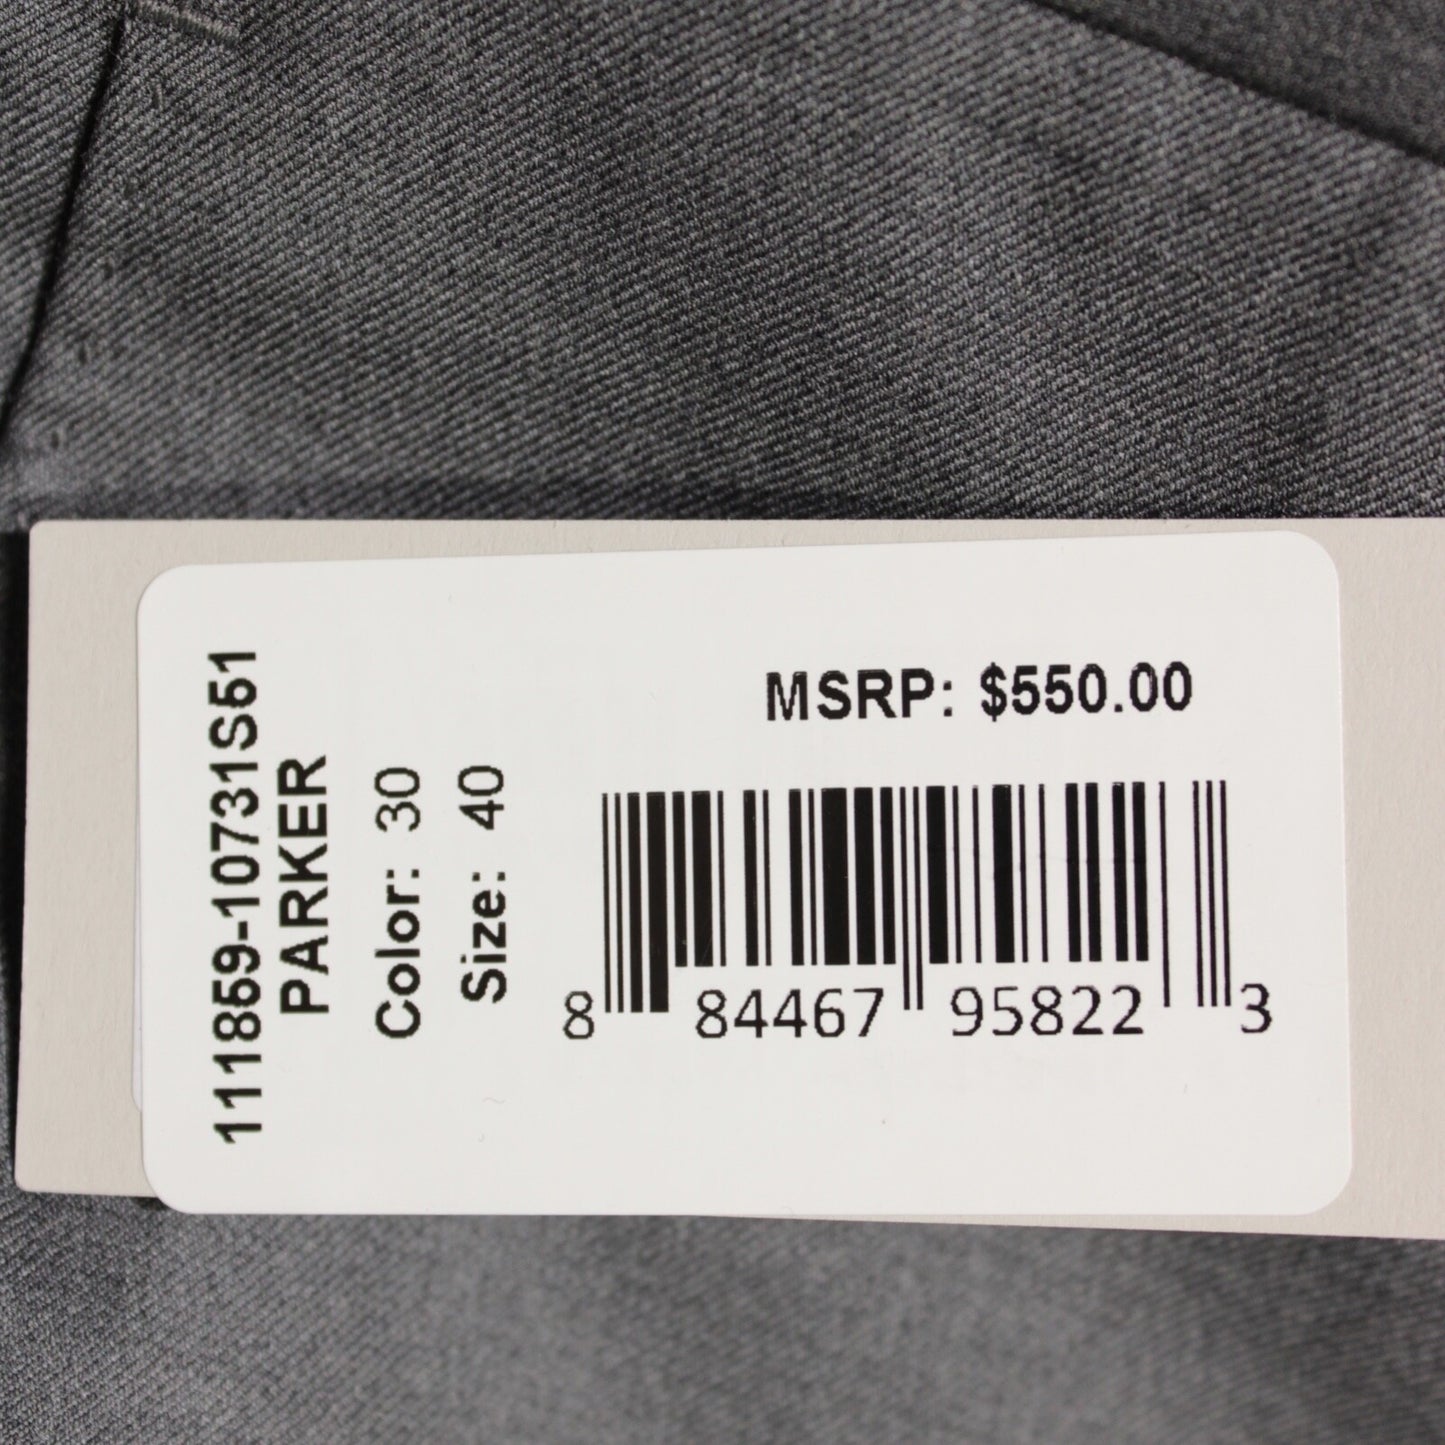 111859-10731S51
PARKER
Color: 30
Size: 40
MSRP: $550.00
8 84467 95822 3